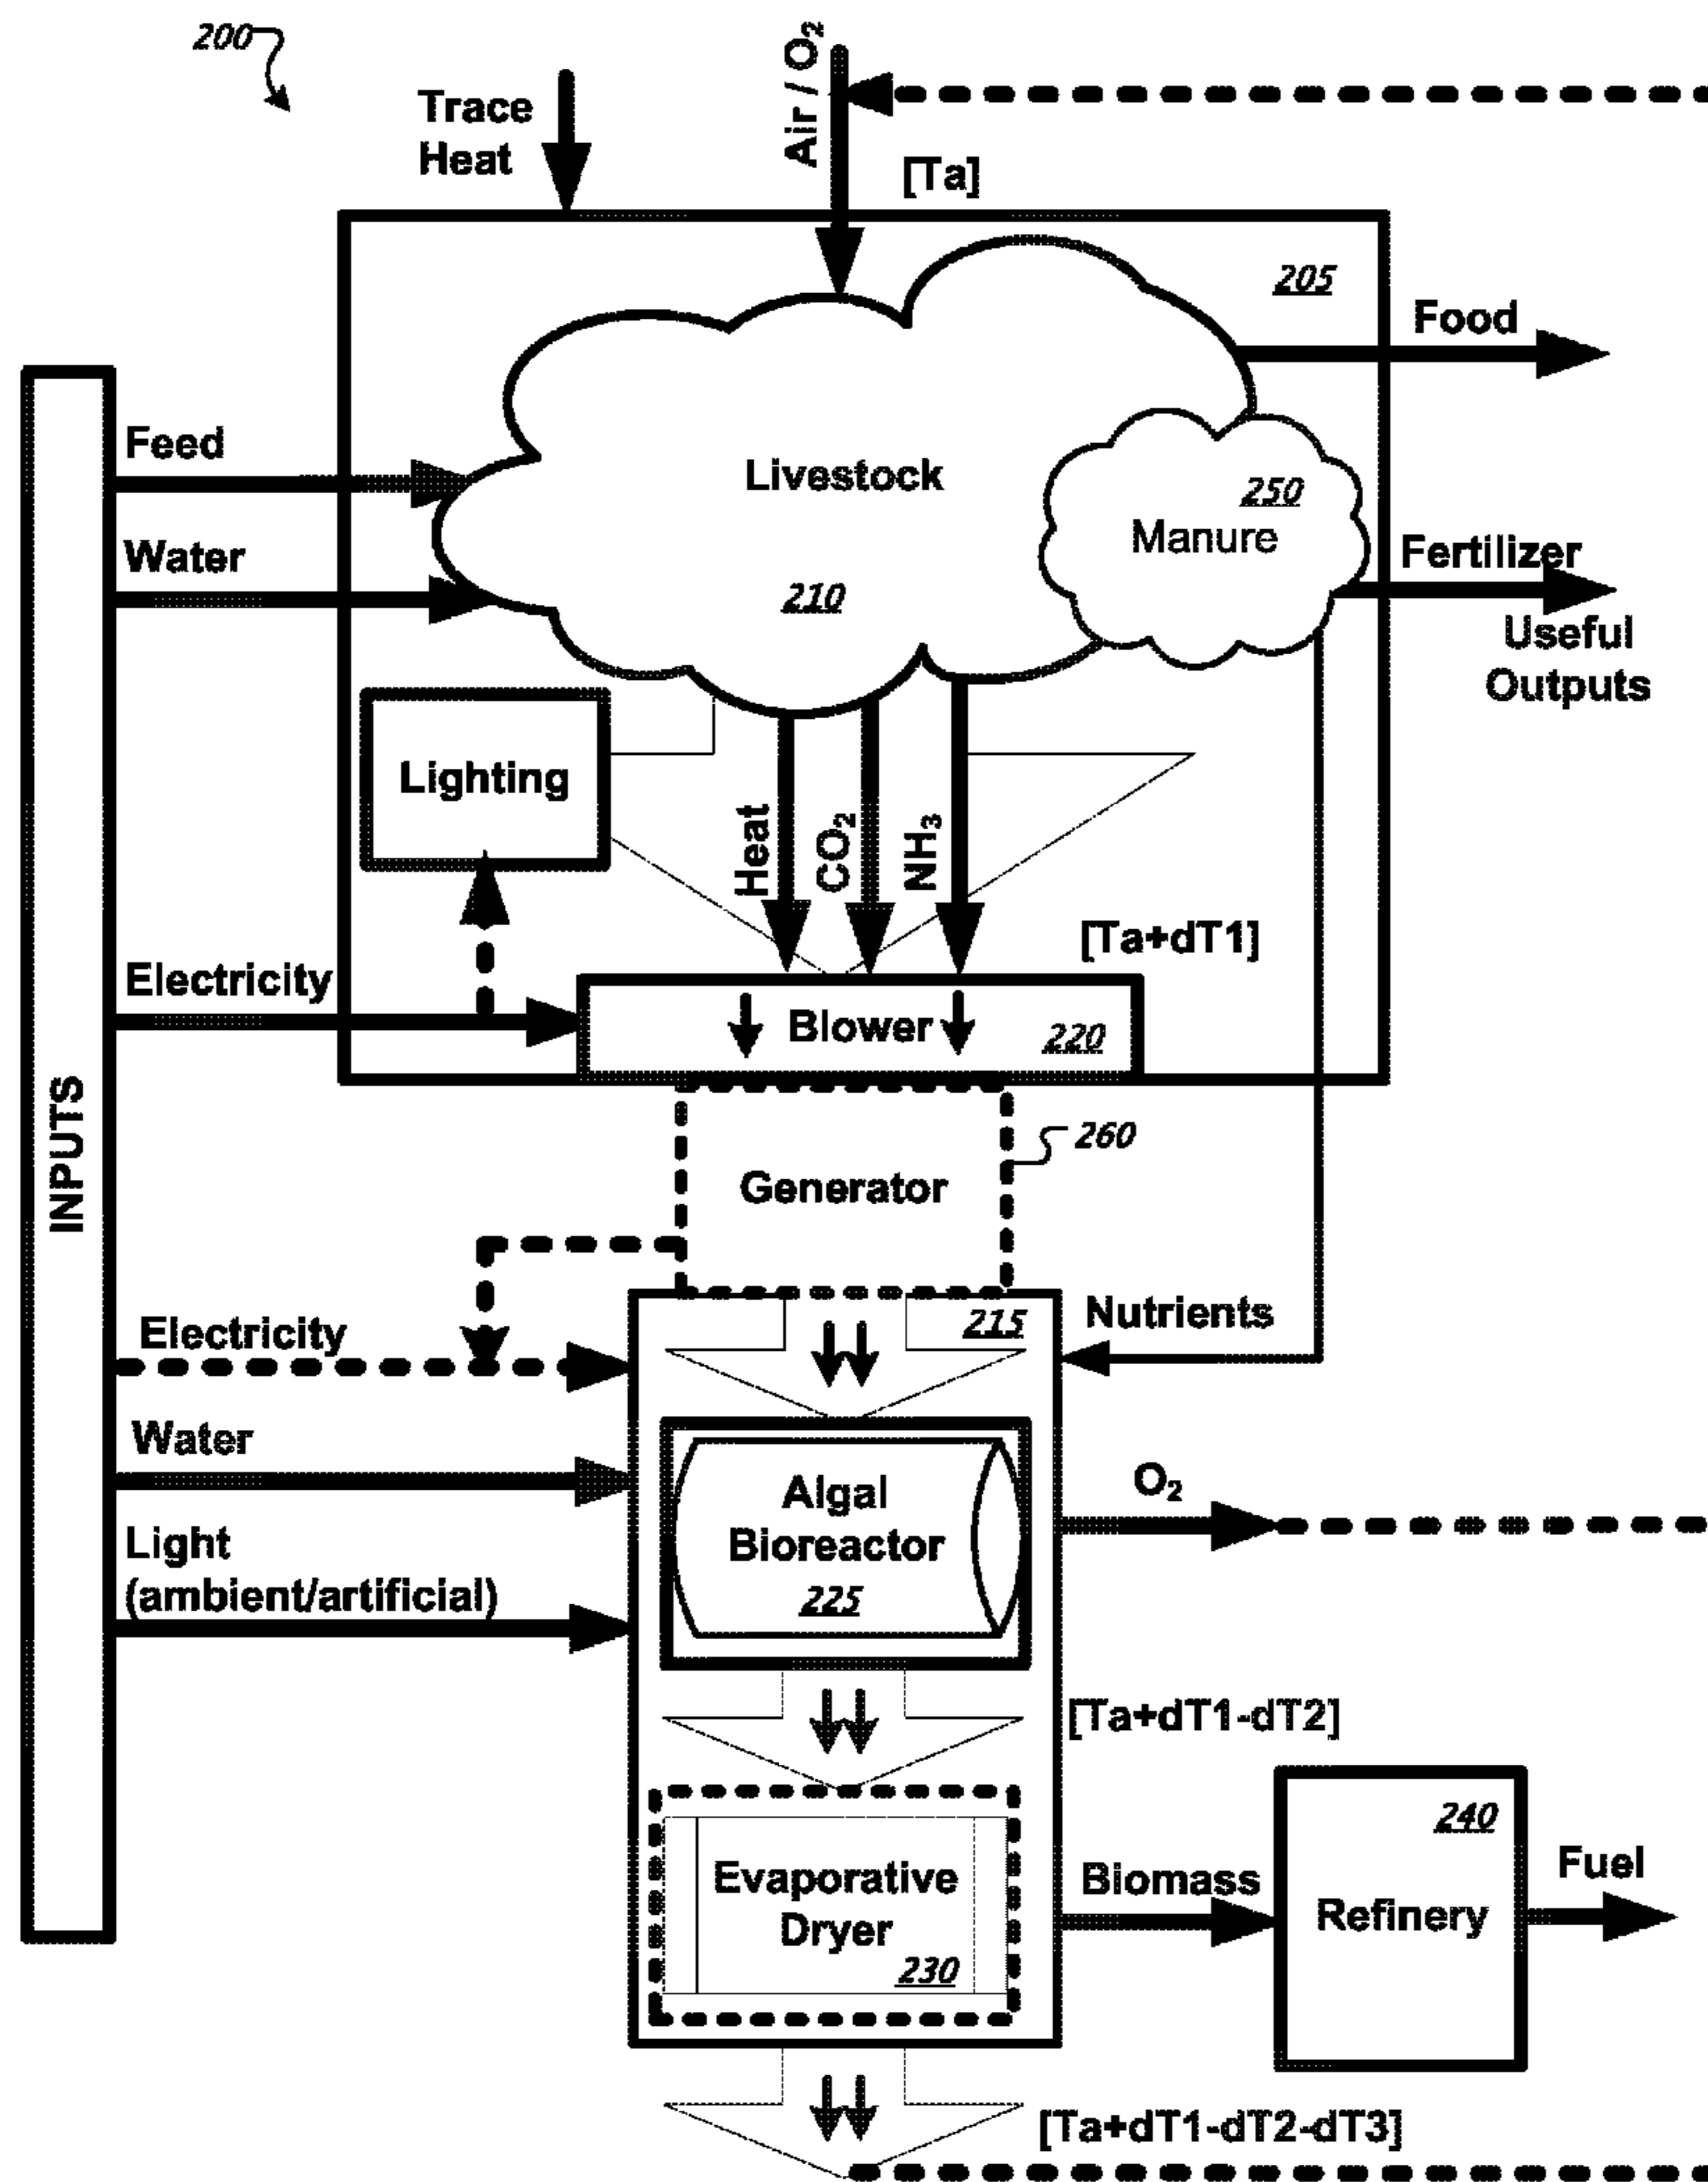 200
Trace
Heat
Air / O₂
[Ta]
205
Food
Feed
Livestock
250
Manure
Water
210
Fertilizer
Useful
Outputs
Lighting
Heat
CO₂
NH₃
[Ta+dT1]
Electricity
Blower
220
INPUTS
260
Generator
Electricity
215
Nutrients
Water
Algal
Bioreactor
225
O₂
Light
(ambient/artificial)
[Ta+dT1-dT2]
240
Evaporative
Dryer
230
Biomass
Refinery
Fuel
[Ta+dT1-dT2-dT3]